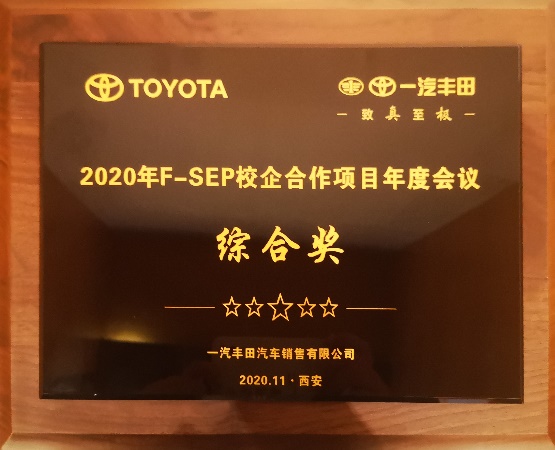 TOYOTA
一汽丰田
致真至极
2020年F-SEP校企合作项目年度会议
综合奖
一汽丰田汽车销售有限公司
2020.11·西安